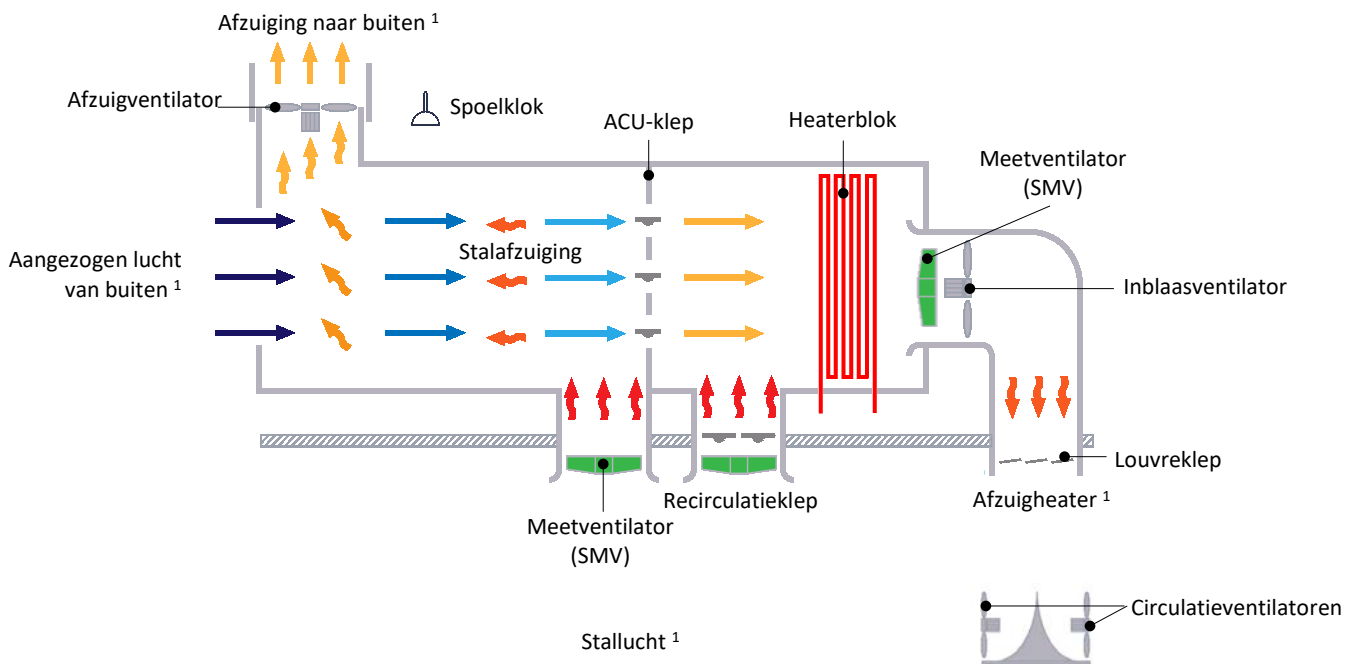 Afzuiging naar buiten 1
Afzuigventilator
Spoelklok
ACU-klep
Heaterblok
Meetventilator
(SMV)
Aangezogen lucht
van buiten 1
Stalafzuiging
Inblaasventilator
Louvreklep
Recirculatieklep
Afzuigheater 1
Meetventilator
(SMV)
Circulatieventilatoren
Stallucht 1